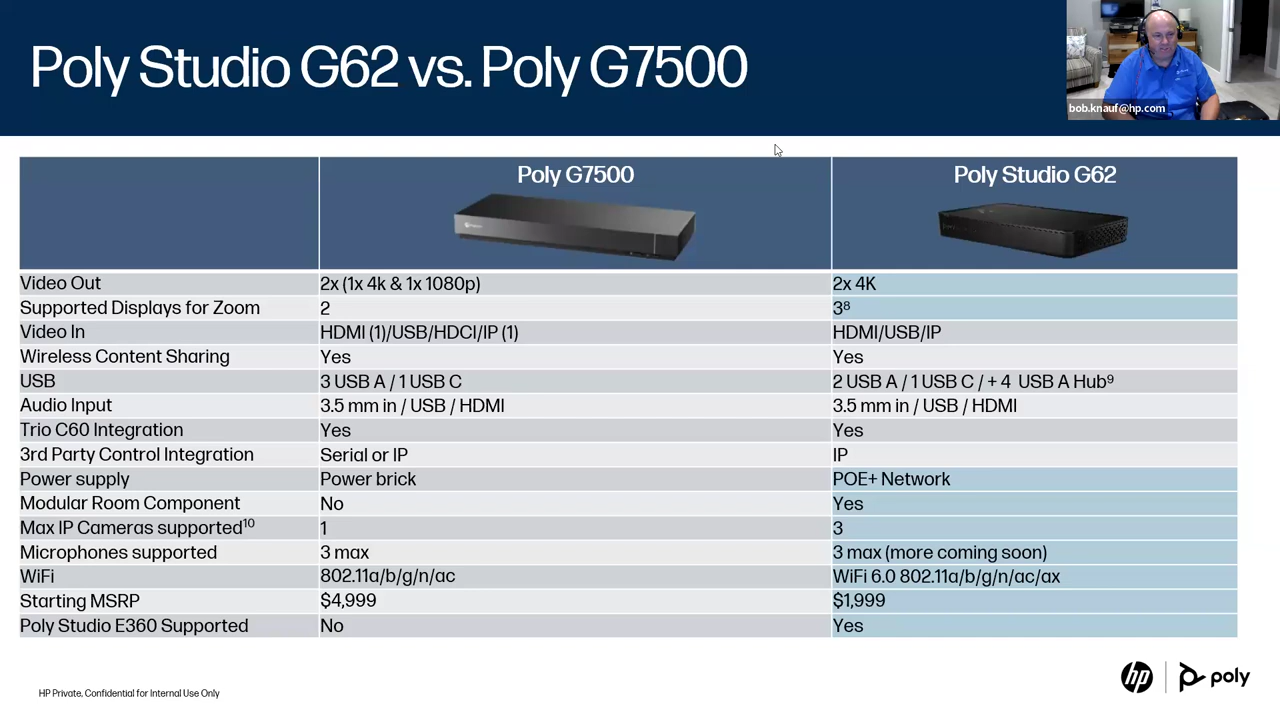 Poly Studio G62 vs. Poly G7500
bob.knauf@hp.com
Poly G7500
Poly Studio G62
Video Out
2x (1x 4k & 1x 1080p)
2x 4K
Supported Displays for Zoom
2
3⁸
Video In
HDMI (1)/USB/HDCI/IP (1)
HDMI/USB/IP
Wireless Content Sharing
Yes
Yes
USB
3 USB A / 1 USB C
2 USB A / 1 USB C / + 4 USB A Hub⁹
Audio Input
3.5 mm in / USB / HDMI
3.5 mm in / USB / HDMI
Trio C60 Integration
Yes
Yes
3rd Party Control Integration
Serial or IP
IP
Power supply
Power brick
POE+ Network
Modular Room Component
No
Yes
Max IP Cameras supported¹⁰
1
3
Microphones supported
3 max
3 max (more coming soon)
WiFi
802.11a/b/g/n/ac
WiFi 6.0 802.11a/b/g/n/ac/ax
Starting MSRP
$4,999
$1,999
Poly Studio E360 Supported
No
Yes
HP Private, Confidential for Internal Use Only
hp
poly